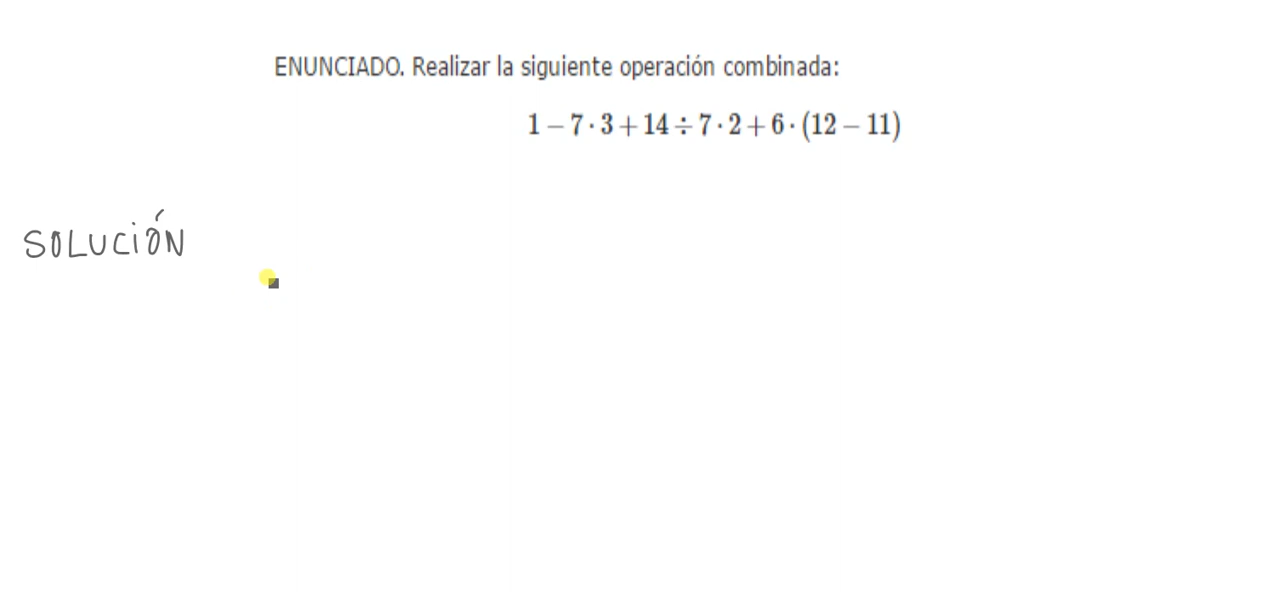 ENUNCIADO. Realizar la siguiente operación combinada:
1 − 7 · 3 + 14 ÷ 7 · 2 + 6 · (12 − 11)
SOLUCIÓN